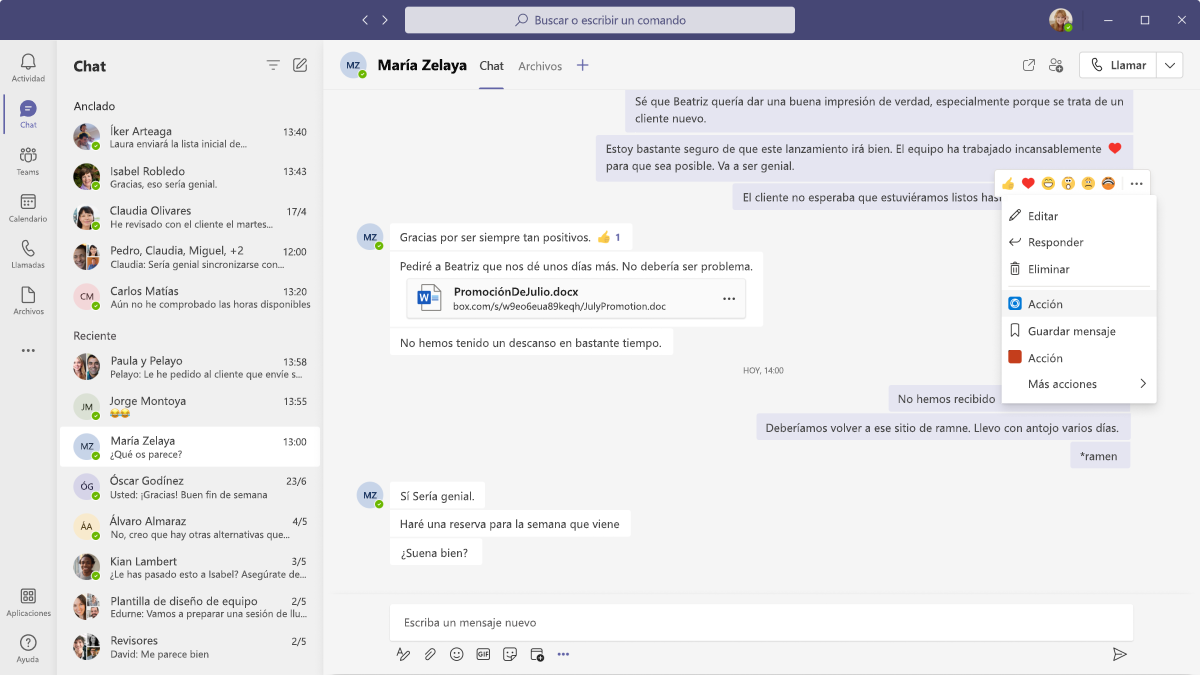 Buscar o escribir un comando
Actividad
Chat
Teams
Calendario
Llamadas
Archivos
Aplicaciones
Ayuda
Chat
Anclado
Íker Arteaga 13:40
Laura enviará la lista inicial de...
Isabel Robledo 13:43
Gracias, eso sería genial.
Claudia Olivares 17/4
He revisado con el cliente el martes...
Pedro, Claudia, Miguel, +2 12:00
Claudia: Sería genial sincronizarse con...
CM
Carlos Matías 13:20
Aún no he comprobado las horas disponibles
Reciente
Paula y Pelayo 13:58
Pelayo: Le he pedido al cliente que envíe s...
JM
Jorge Montoya 13:55
😂😂
MZ
María Zelaya 13:00
¿Qué os parece?
ÓG
Óscar Godínez 23/6
Usted: ¡Gracias! Buen fin de semana
ÁA
Álvaro Almaraz 4/5
No, creo que hay otras alternativas que...
Kian Lambert 3/5
¿Le has pasado esto a Isabel? Asegúrate de...
Plantilla de diseño de equipo 2/5
Edurne: Vamos a preparar una sesión de llu...
Revisores 2/5
David: Me parece bien
MZ María Zelaya Chat Archivos
Llamar
Sé que Beatriz quería dar una buena impresión de verdad, especialmente porque se trata de un
cliente nuevo.
Estoy bastante seguro de que este lanzamiento irá bien. El equipo ha trabajado incansablemente ❤️
para que sea posible. Va a ser genial.
El cliente no esperaba que estuviéramos listos
MZ
Gracias por ser siempre tan positivos. 👍 1
Pediré a Beatriz que nos dé unos días más. No debería ser problema.
PromociónDeJulio.docx
box.com/s/w9eo6eua89keqh/JulyPromotion.doc
No hemos tenido un descanso en bastante tiempo.
HOY, 14:00
No hemos recibido
Deberíamos volver a ese sitio de ramne. Llevo con antojo varios días.
*ramen
MZ
Sí Sería genial.
Haré una reserva para la semana que viene
¿Suena bien?
Editar
Responder
Eliminar
Acción
Guardar mensaje
Acción
Más acciones
Escriba un mensaje nuevo
GIF